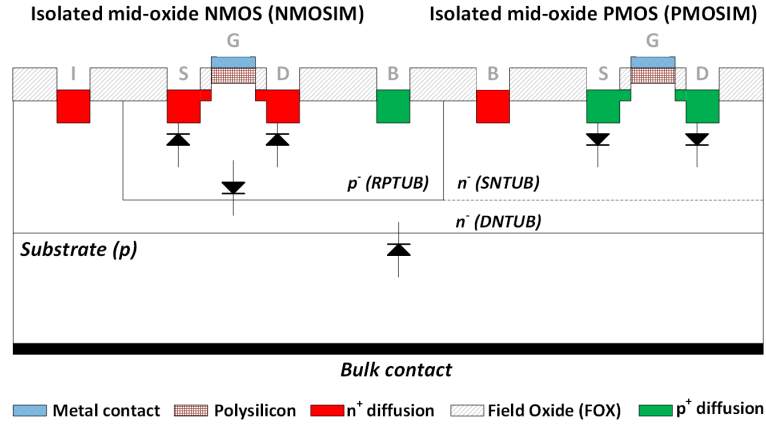 Isolated mid-oxide NMOS (NMOSIM) Isolated mid-oxide PMOS (PMOSIM)
G G
I S D B B S D
p⁻ (RPTUB) n⁻ (SNTUB)
n⁻ (DNTUB)
Substrate (p)
Bulk contact
Metal contact Polysilicon n⁺ diffusion Field Oxide (FOX) p⁺ diffusion